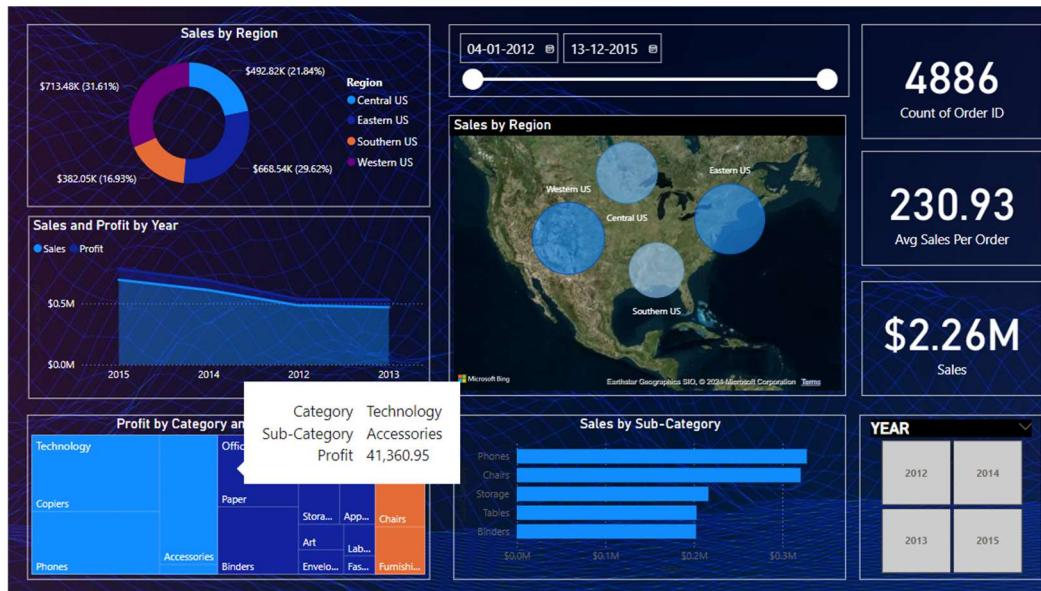 Sales by Region
$492.82K (21.84%)
$713.48K (31.61%)
$382.05K (16.93%)
$668.54K (29.62%)
Region
Central US
Eastern US
Southern US
Western US
04-01-2012
13-12-2015
4886
Count of Order ID
Sales by Region
Western US
Central US
Eastern US
Southern US
Microsoft Bing
Earthstar Geographics SIO, © 2024 Microsoft Corporation Terms
230.93
Avg Sales Per Order
Sales and Profit by Year
Sales Profit
$0.5M
$0.0M
2015 2014 2012 2013
$2.26M
Sales
Profit by Category an
Technology
Copiers
Phones
Accessories
Offic
Paper
Binders
Stora...
App...
Art
Lab...
Envelo...
Fas...
Chairs
Furnishi...
Category Technology
Sub-Category Accessories
Profit 41,360.95
Sales by Sub-Category
Phones
Chairs
Storage
Tables
Binders
$0.0M $0.1M $0.2M $0.3M
YEAR
2012 2014
2013 2015